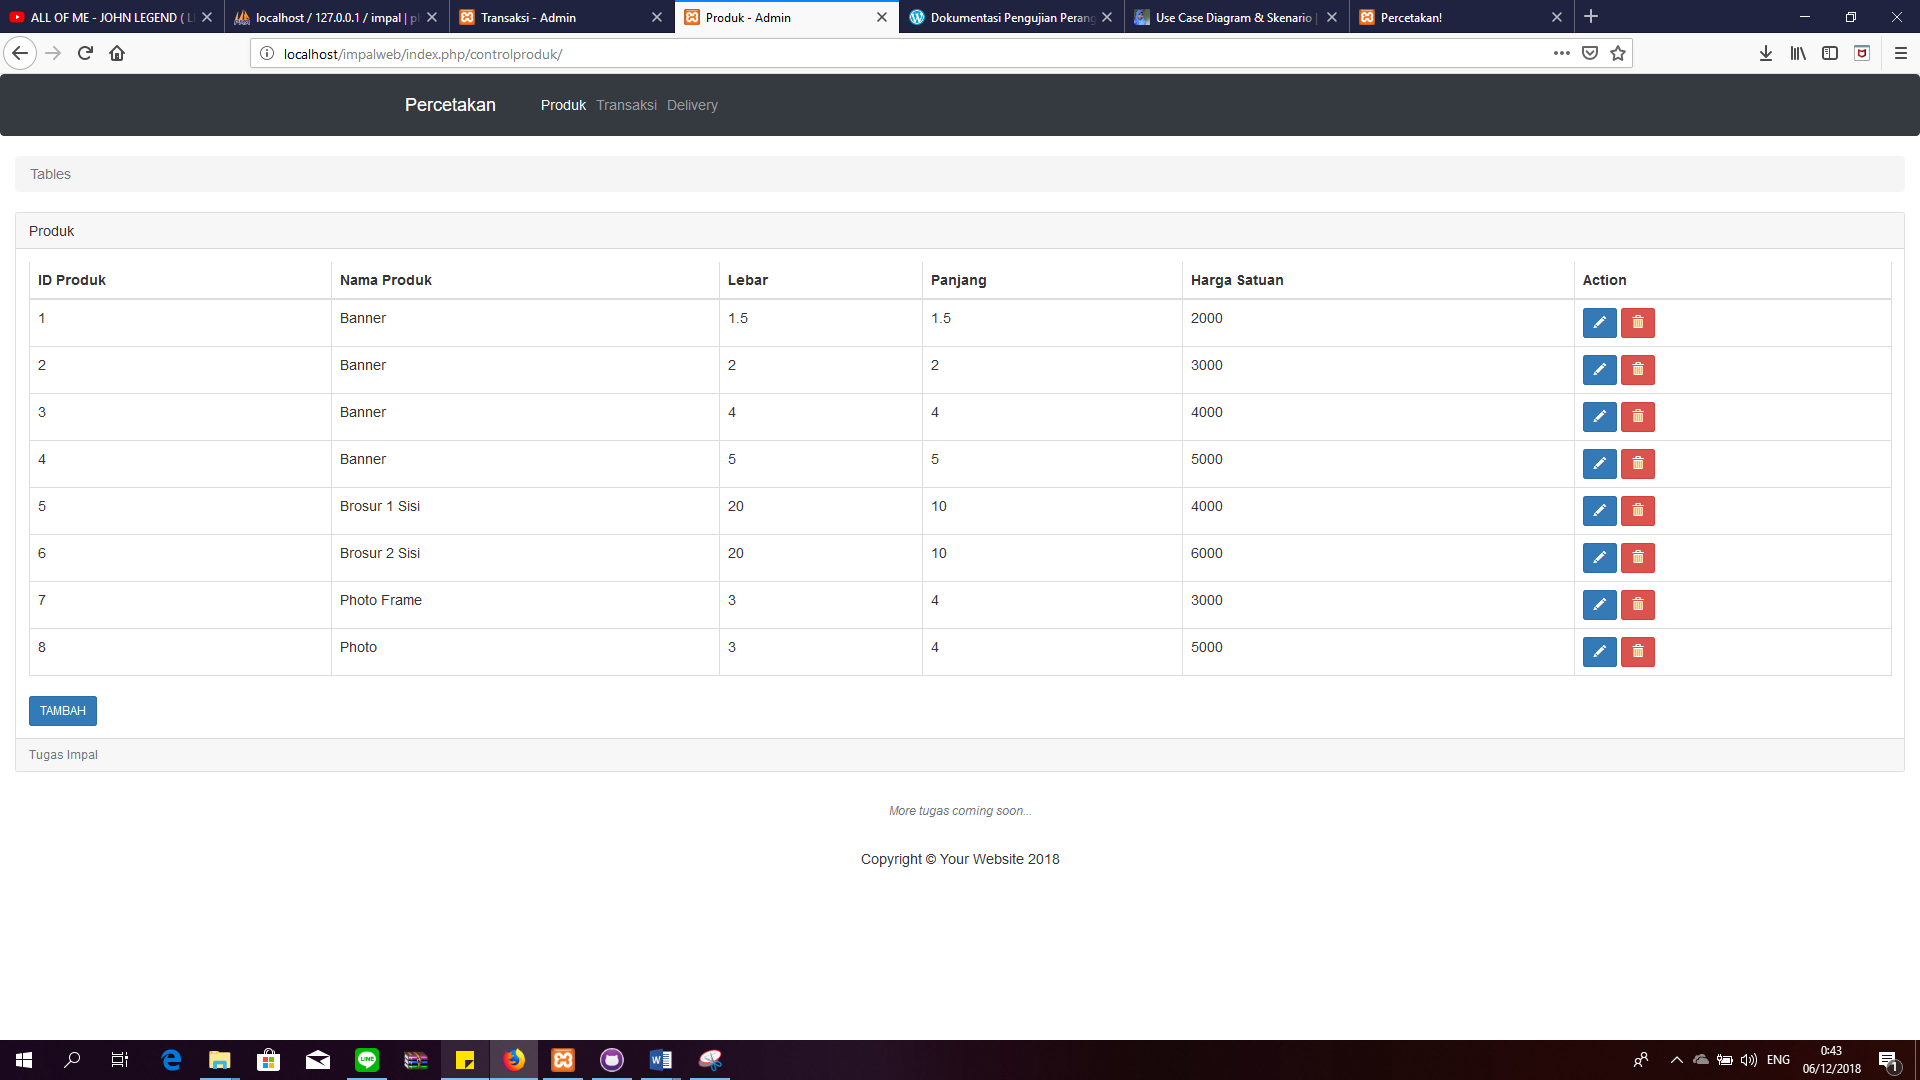 ALL OF ME - JOHN LEGEND ( L
localhost / 127.0.0.1 / impal | p
Transaksi - Admin
Produk - Admin
Dokumentasi Pengujian Perang
Use Case Diagram & Skenario |
Percetakan!
localhost/impalweb/index.php/controlproduk/
Percetakan Produk Transaksi Delivery
Tables
Produk
ID Produk Nama Produk Lebar Panjang Harga Satuan Action
1 Banner 1.5 1.5 2000
2 Banner 2 2 3000
3 Banner 4 4 4000
4 Banner 5 5 5000
5 Brosur 1 Sisi 20 10 4000
6 Brosur 2 Sisi 20 10 6000
7 Photo Frame 3 4 3000
8 Photo 3 4 5000
TAMBAH
Tugas Impal
More tugas coming soon...
Copyright © Your Website 2018
LINE
ENG
0:43
06/12/2018
1